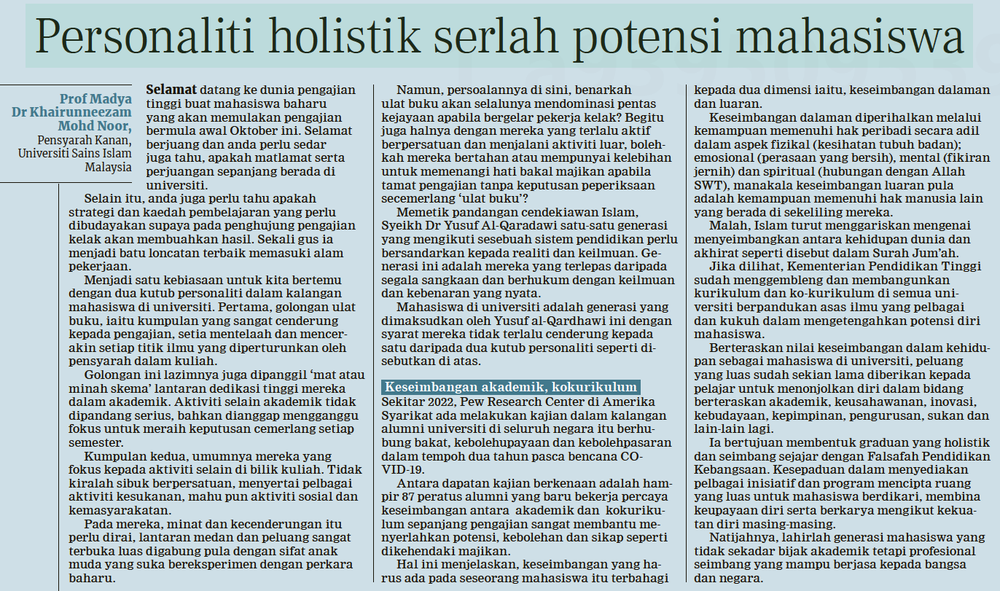 Personaliti holistik serlah potensi mahasiswa
Prof Madya
Dr Khairunneezam
Mohd Noor,
Pensyarah Kanan,
Universiti Sains Islam
Malaysia
Selamat datang ke dunia pengajian
tinggi buat mahasiswa baharu
yang akan memulakan pengajian
bermula awal Oktober ini. Selamat
berjuang dan anda perlu sedar
juga tahu, apakah matlamat serta
perjuangan sepanjang berada di
universiti.
Selain itu, anda juga perlu tahu apakah
strategi dan kaedah pembelajaran yang perlu
dibudayakan supaya pada penghujung pengajian
kelak akan membuahkan hasil. Sekali gus ia
menjadi batu loncatan terbaik memasuki alam
pekerjaan.
Menjadi satu kebiasaan untuk kita bertemu
dengan dua kutub personaliti dalam kalangan
mahasiswa di universiti. Pertama, golongan ulat
buku, iaitu kumpulan yang sangat cenderung
kepada pengajian, setia mentelaah dan mencer-
akin setiap titik ilmu yang diperturunkan oleh
pensyarah dalam kuliah.
Golongan ini lazimnya juga dipanggil ‘mat atau
minah skema’ lantaran dedikasi tinggi mereka
dalam akademik. Aktiviti selain akademik tidak
dipandang serius, bahkan dianggap mengganggu
fokus untuk meraih keputusan cemerlang setiap
semester.
Kumpulan kedua, umumnya mereka yang
fokus kepada aktiviti selain di bilik kuliah. Tidak
kiralah sibuk berpersatuan, menyertai pelbagai
aktiviti kesukanan, mahu pun aktiviti sosial dan
kemasyarakatan.
Pada mereka, minat dan kecenderungan itu
perlu dirai, lantaran medan dan peluang sangat
terbuka luas digabung pula dengan sifat anak
muda yang suka bereksperimen dengan perkara
baharu.
Namun, persoalannya di sini, benarkah
ulat buku akan selalunya mendominasi pentas
kejayaan apabila bergelar pekerja kelak? Begitu
juga halnya dengan mereka yang terlalu aktif
berpersatuan dan menjalani aktiviti luar, boleh-
kah mereka bertahan atau mempunyai kelebihan
untuk memenangi hati bakal majikan apabila
tamat pengajian tanpa keputusan peperiksaan
secemerlang ‘ulat buku’?
Memetik pandangan cendekiawan Islam,
Syeikh Dr Yusuf Al-Qaradawi satu-satu generasi
yang mengikuti sesebuah sistem pendidikan perlu
bersandarkan kepada realiti dan keilmuan. Ge-
nerasi ini adalah mereka yang terlepas daripada
segala sangkaan dan berhukum dengan keilmuan
dan kebenaran yang nyata.
Mahasiswa di universiti adalah generasi yang
dimaksudkan oleh Yusuf al-Qardhawi ini dengan
syarat mereka tidak terlalu cenderung kepada
satu daripada dua kutub personaliti seperti di-
sebutkan di atas.
Keseimbangan akademik, kokurikulum
Sekitar 2022, Pew Research Center di Amerika
Syarikat ada melakukan kajian dalam kalangan
alumni universiti di seluruh negara itu berhu-
bung bakat, kebolehupayaan dan kebolehpasaran
dalam tempoh dua tahun pasca bencana CO-
VID-19.
Antara dapatan kajian berkenaan adalah ham-
pir 87 peratus alumni yang baru bekerja percaya
keseimbangan antara akademik dan kokuriku-
lum sepanjang pengajian sangat membantu me-
nyerlahkan potensi, kebolehan dan sikap seperti
dikehendaki majikan.
Hal ini menjelaskan, keseimbangan yang ha-
rus ada pada seseorang mahasiswa itu terbahagi
kepada dua dimensi iaitu, keseimbangan dalaman
dan luaran.
Keseimbangan dalaman diperihalkan melalui
kemampuan memenuhi hak peribadi secara adil
dalam aspek fizikal (kesihatan tubuh badan);
emosional (perasaan yang bersih), mental (fikiran
jernih) dan spiritual (hubungan dengan Allah
SWT), manakala keseimbangan luaran pula
adalah kemampuan memenuhi hak manusia lain
yang berada di sekeliling mereka.
Malah, Islam turut menggariskan mengenai
menyeimbangkan antara kehidupan dunia dan
akhirat seperti disebut dalam Surah Jum’ah.
Jika dilihat, Kementerian Pendidikan Tinggi
sudah menggembleng dan membangunkan
kurikulum dan ko-kurikulum di semua uni-
versiti berpandukan asas ilmu yang pelbagai
dan kukuh dalam mengetengahkan potensi diri
mahasiswa.
Berteraskan nilai keseimbangan dalam kehidu-
pan sebagai mahasiswa di universiti, peluang
yang luas sudah sekian lama diberikan kepada
pelajar untuk menonjolkan diri dalam bidang
berteraskan akademik, keusahawanan, inovasi,
kebudayaan, kepimpinan, pengurusan, sukan dan
lain-lain lagi.
Ia bertujuan membentuk graduan yang holistik
dan seimbang sejajar dengan Falsafah Pendidikan
Kebangsaan. Kesepaduan dalam menyediakan
pelbagai inisiatif dan program mencipta ruang
yang luas untuk mahasiswa berdikari, membina
keupayaan diri serta berkarya mengikut kekua-
tan diri masing-masing.
Natijahnya, lahirlah generasi mahasiswa yang
tidak sekadar bijak akademik tetapi profesional
seimbang yang mampu berjasa kepada bangsa
dan negara.